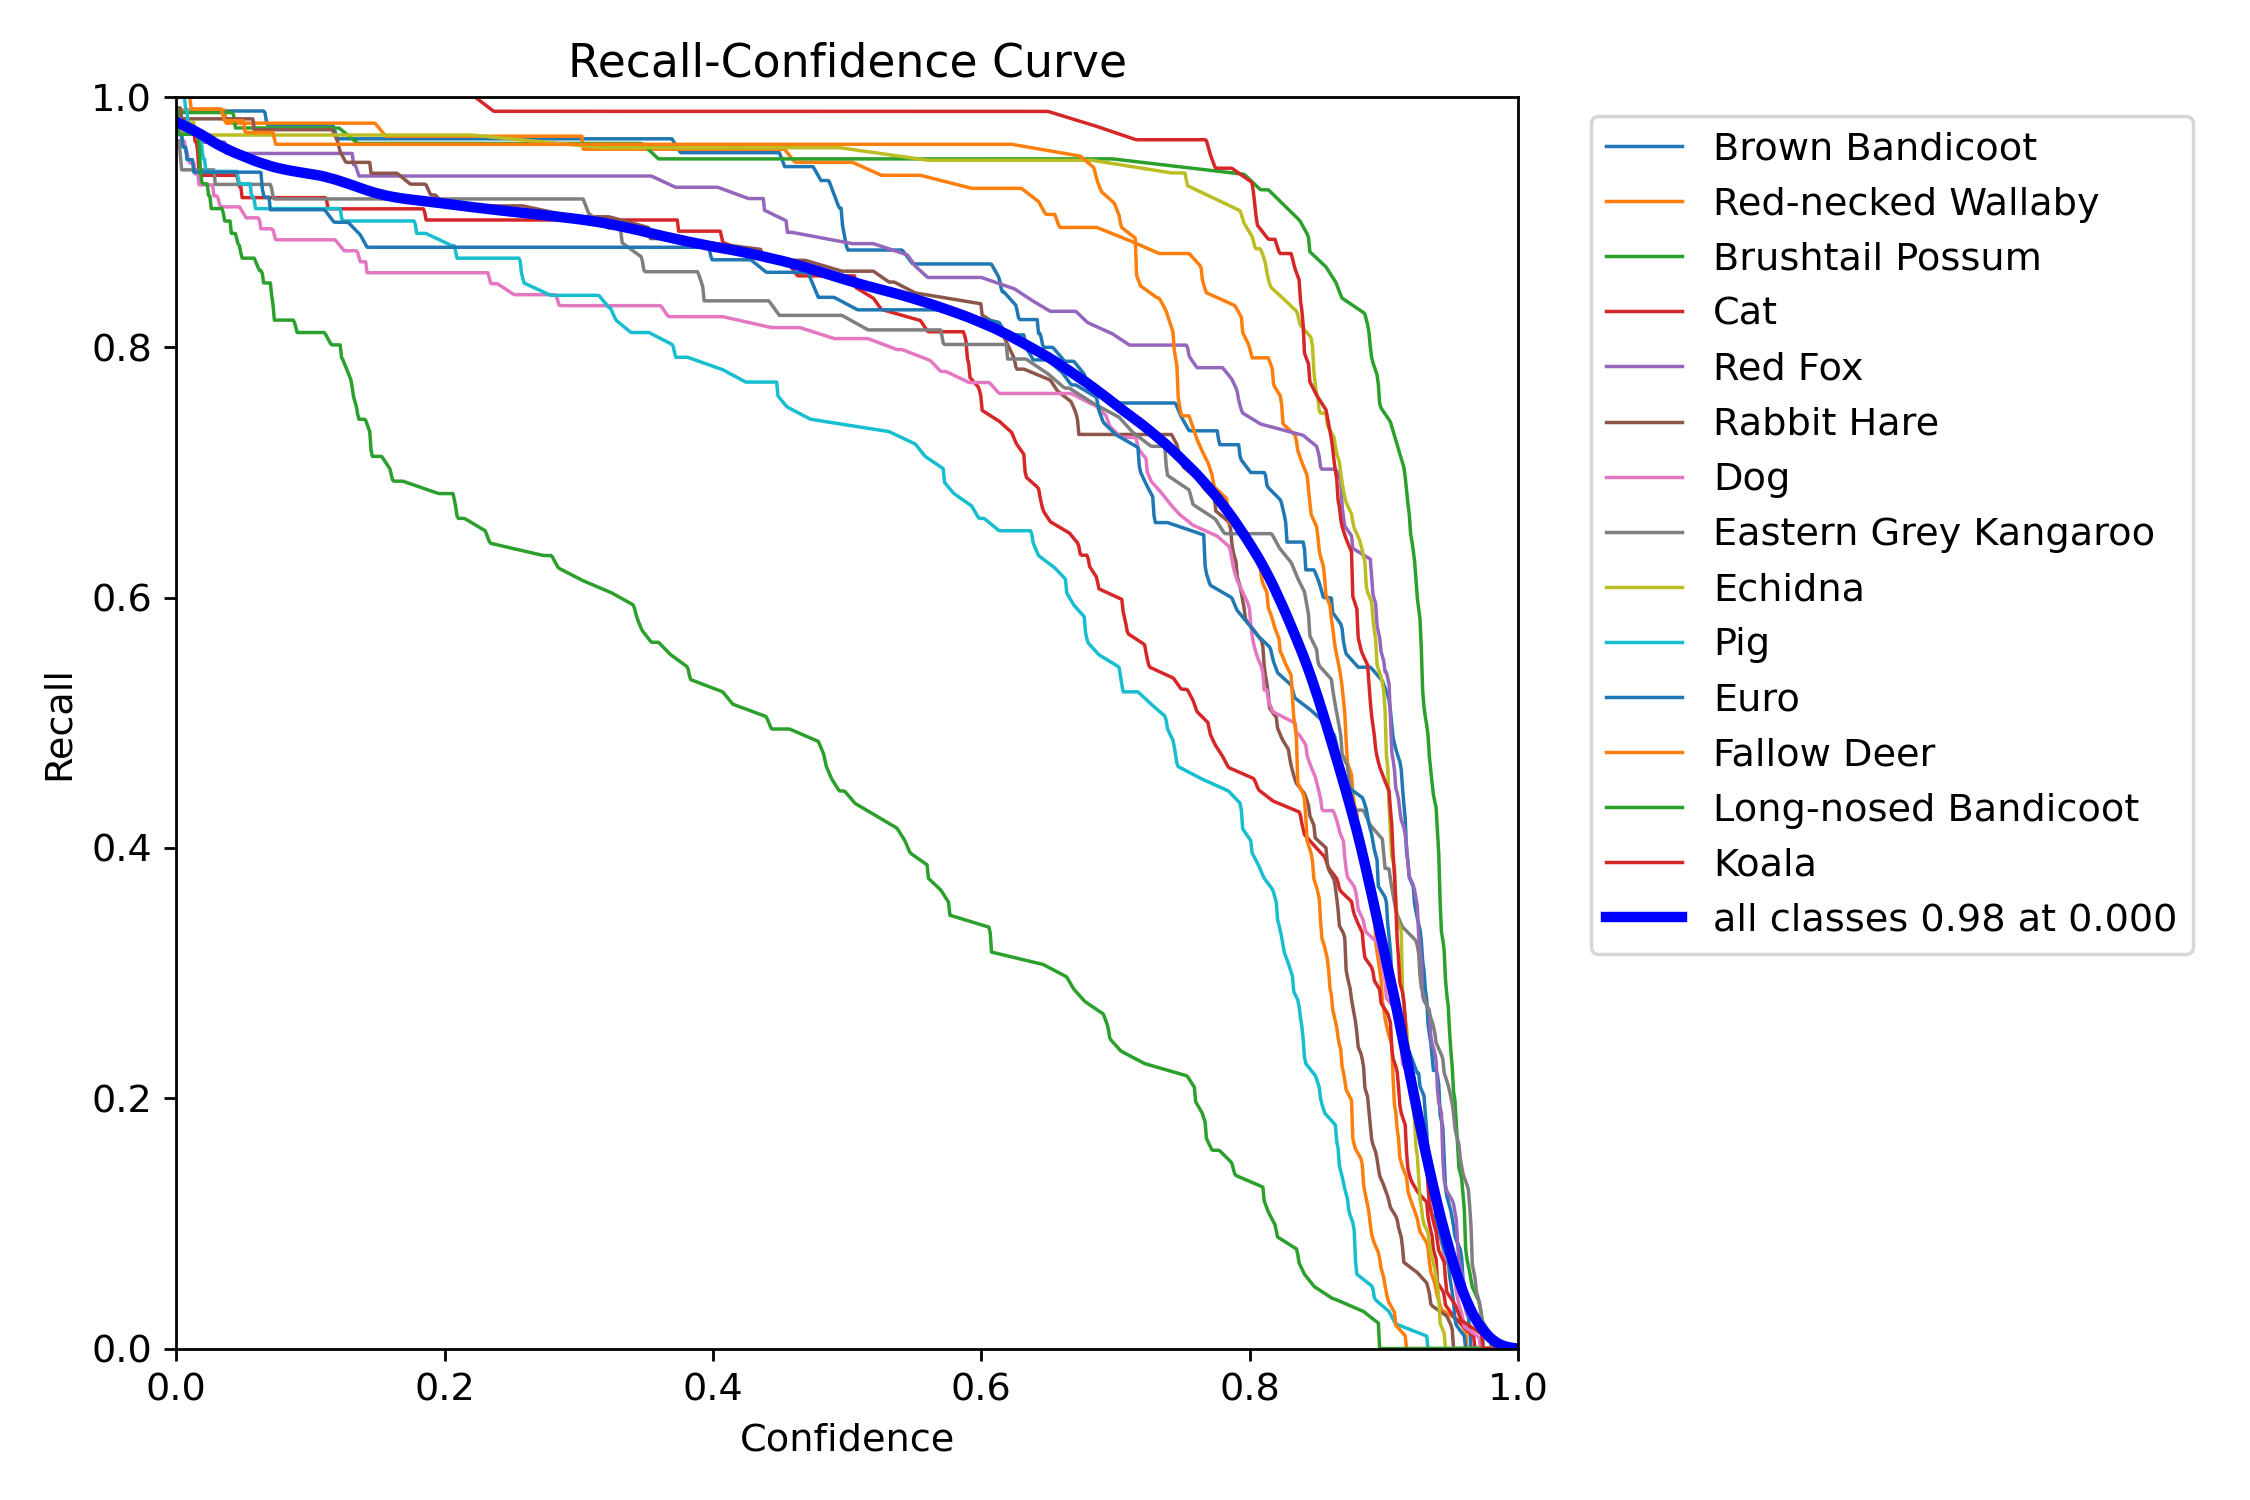 Recall-Confidence Curve
1.0
0.8
0.6
0.4
0.2
0.0
Recall
0.0 0.2 0.4 0.6 0.8 1.0
Confidence
Brown Bandicoot
Red-necked Wallaby
Brushtail Possum
Cat
Red Fox
Rabbit Hare
Dog
Eastern Grey Kangaroo
Echidna
Pig
Euro
Fallow Deer
Long-nosed Bandicoot
Koala
all classes 0.98 at 0.000